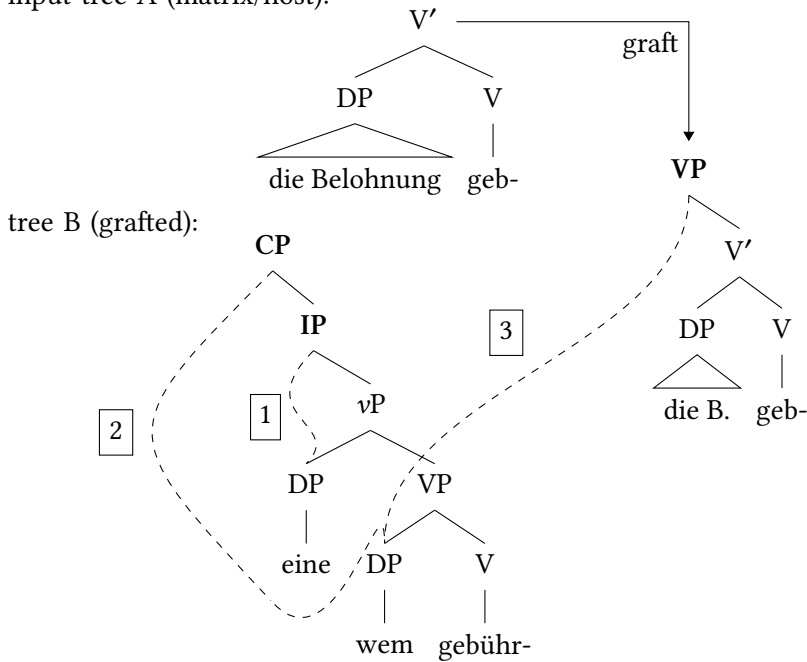 input tree A (matrix/host):
V′
graft
DP V
die Belohnung geb-
VP
tree B (grafted):
CP
V′
IP
3
DP V
vP
1
2
die B. geb-
DP VP
eine DP V
wem gebühr-